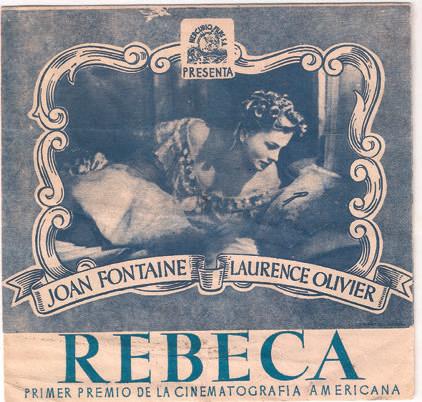 PRESENTA
JOAN FONTAINE LAURENCE OLIVIER
REBECA
PRIMER PREMIO DE LA CINEMATOGRAFIA AMERICANA